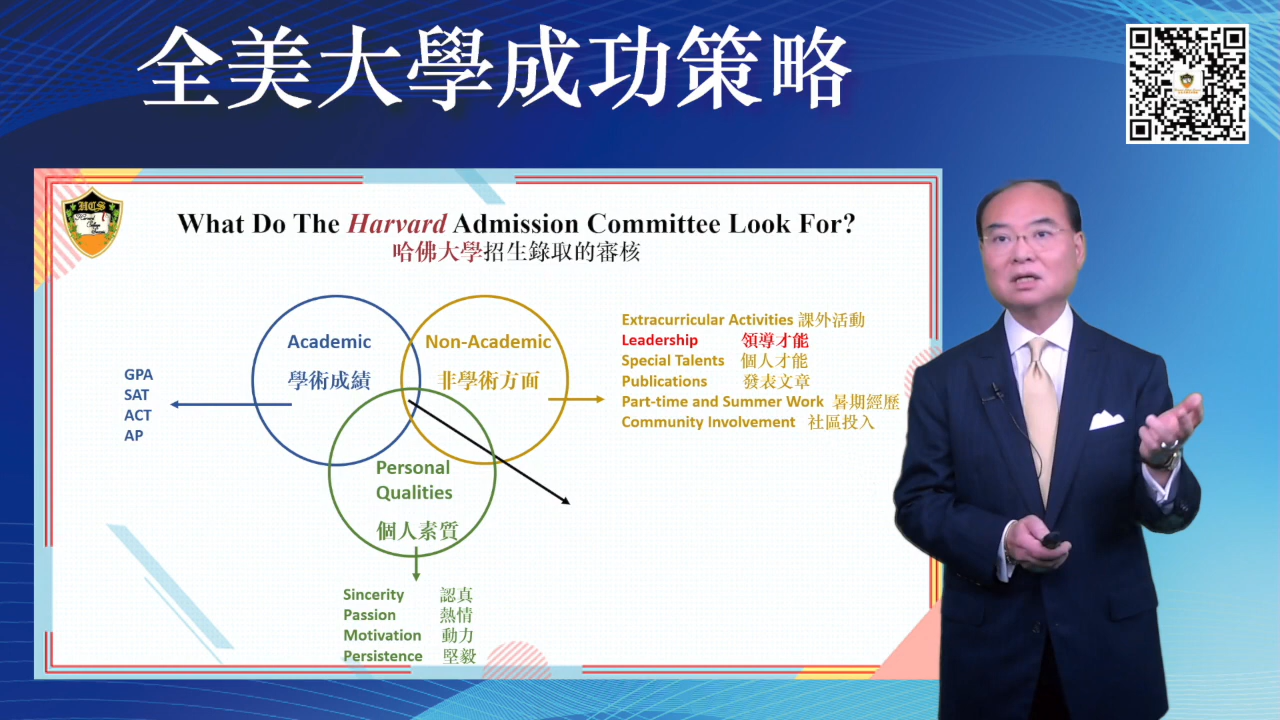 全美大學成功策略
HCS
What Do The Harvard Admission Committee Look For?
哈佛大學招生錄取的審核
Academic
學術成績
Non-Academic
非學術方面
GPA
SAT
ACT
AP
Extracurricular Activities 課外活動
Leadership 領導才能
Special Talents 個人才能
Publications 發表文章
Part-time and Summer Work 暑期經歷
Community Involvement 社區投入
Personal
Qualities
個人素質
Sincerity 認真
Passion 熱情
Motivation 動力
Persistence 堅毅